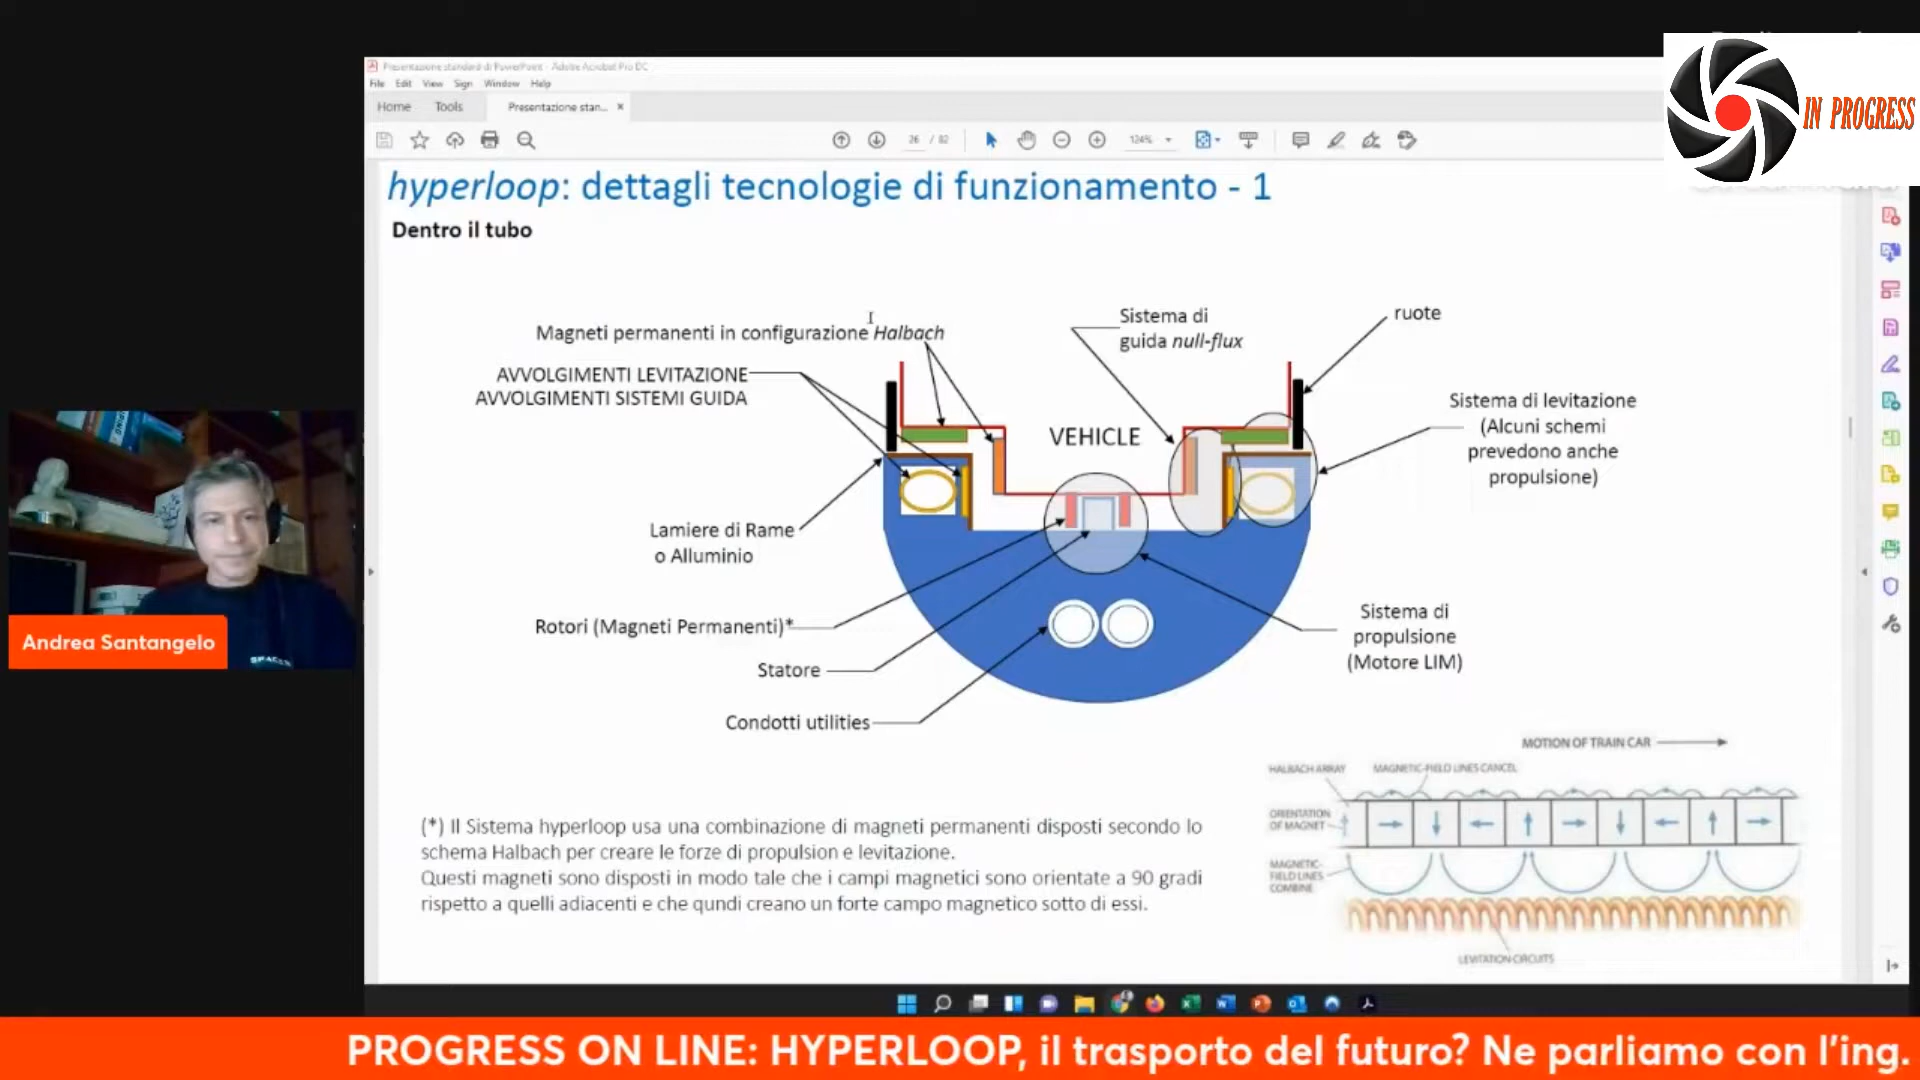 IN PROGRESS
Presentazione standard di PowerPoint - Adobe Acrobat Pro DC
File Edit View Sign Window Help
Home Tools Presentazione stan... ×
26 / 82 124%
hyperloop: dettagli tecnologie di funzionamento - 1
Dentro il tubo
Magneti permanenti in configurazione Halbach
AVVOLGIMENTI LEVITAZIONE
AVVOLGIMENTI SISTEMI GUIDA
Sistema di
guida null-flux
ruote
VEHICLE
Sistema di levitazione
(Alcuni schemi
prevedono anche
propulsione)
Lamiere di Rame
o Alluminio
Rotori (Magneti Permanenti)*
Statore
Condotti utilities
Sistema di
propulsione
(Motore LIM)
Andrea Santangelo
MOTION OF TRAIN CAR
HALBACH ARRAY
MAGNETIC-FIELD LINES CANCEL
ORIENTATION
OF MAGNET
MAGNETIC-
FIELD LINES
COMBINE
LEVITATION CIRCUITS
(*) Il Sistema hyperloop usa una combinazione di magneti permanenti disposti secondo lo
schema Halbach per creare le forze di propulsion e levitazione.
Questi magneti sono disposti in modo tale che i campi magnetici sono orientate a 90 gradi
rispetto a quelli adiacenti e che qundi creano un forte campo magnetico sotto di essi.
PROGRESS ON LINE: HYPERLOOP, il trasporto del futuro? Ne parliamo con l'ing.